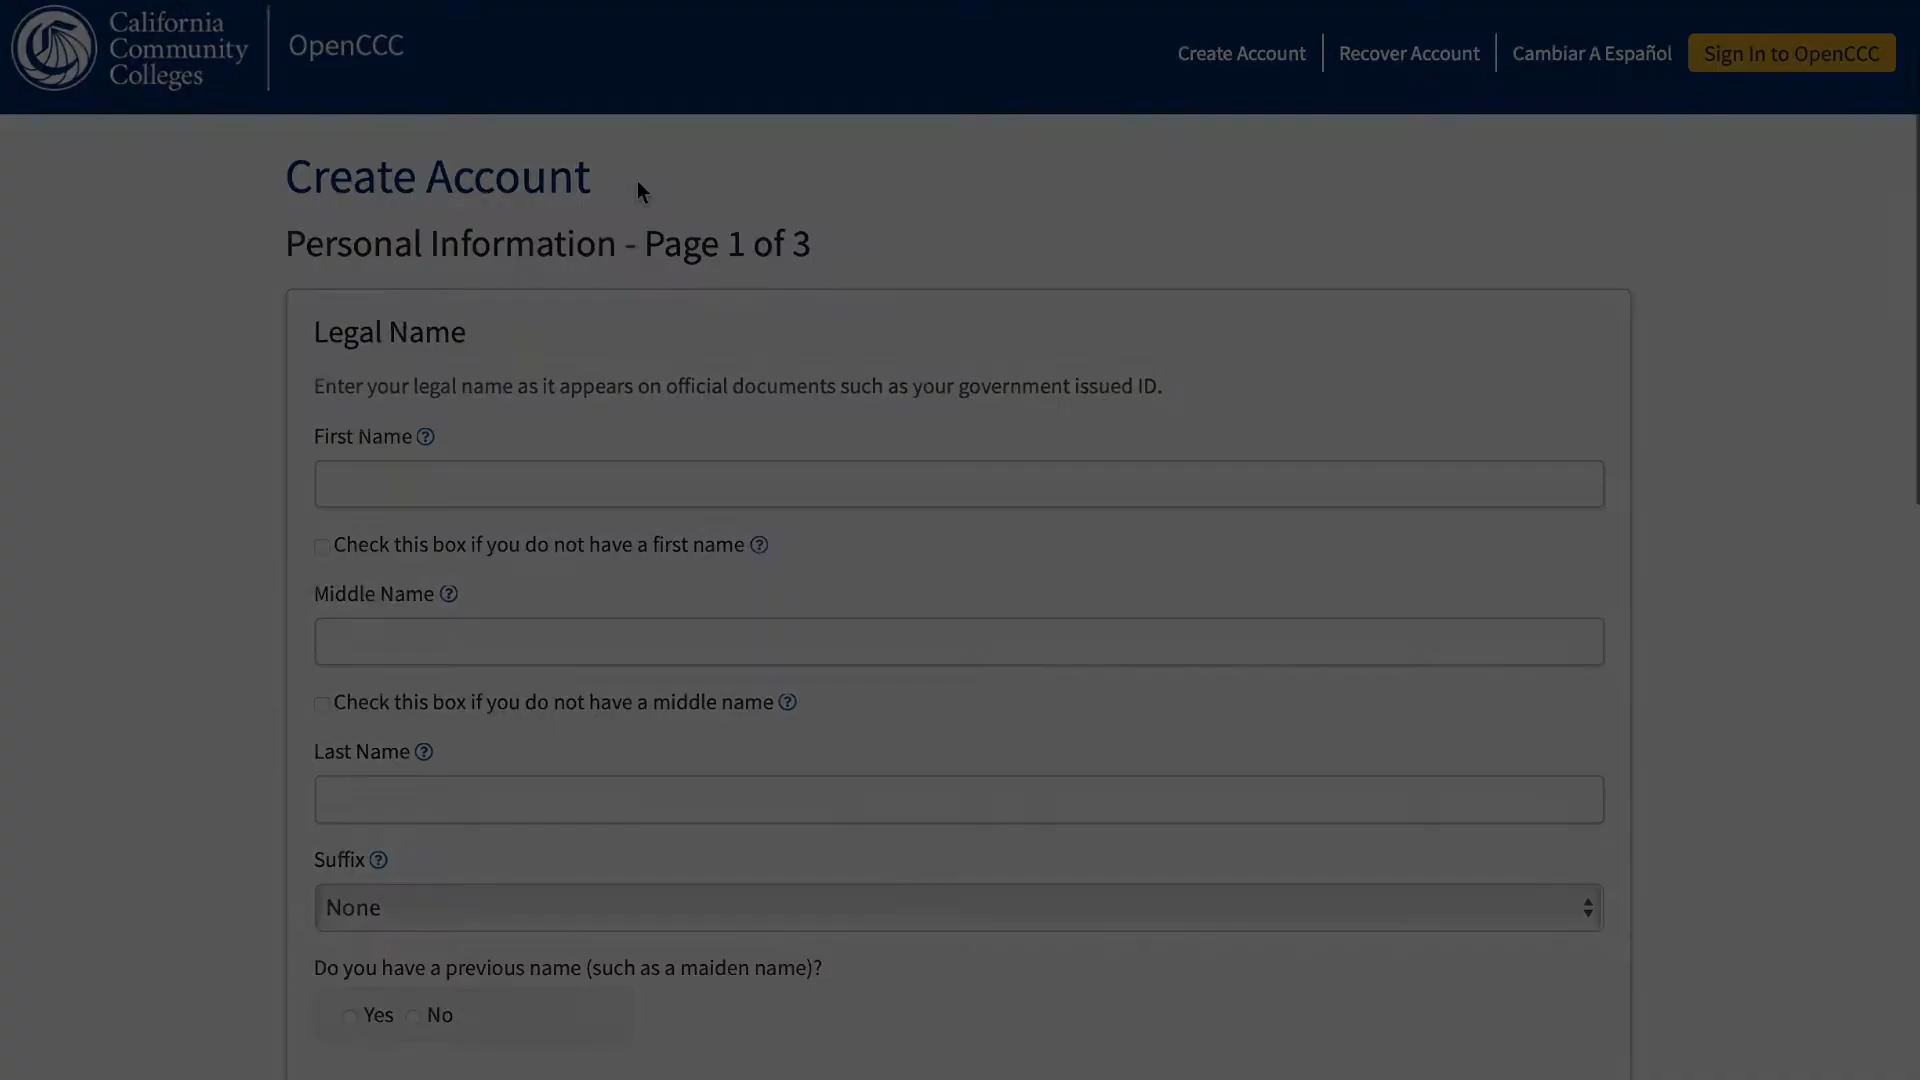 California
Community
Colleges
OpenCCC
Create Account
Recover Account
Cambiar A Español
Sign In to OpenCCC
Create Account
Personal Information - Page 1 of 3
Legal Name
Enter your legal name as it appears on official documents such as your government issued ID.
First Name
Check this box if you do not have a first name
Middle Name
Check this box if you do not have a middle name
Last Name
Suffix
None
Do you have a previous name (such as a maiden name)?
Yes No